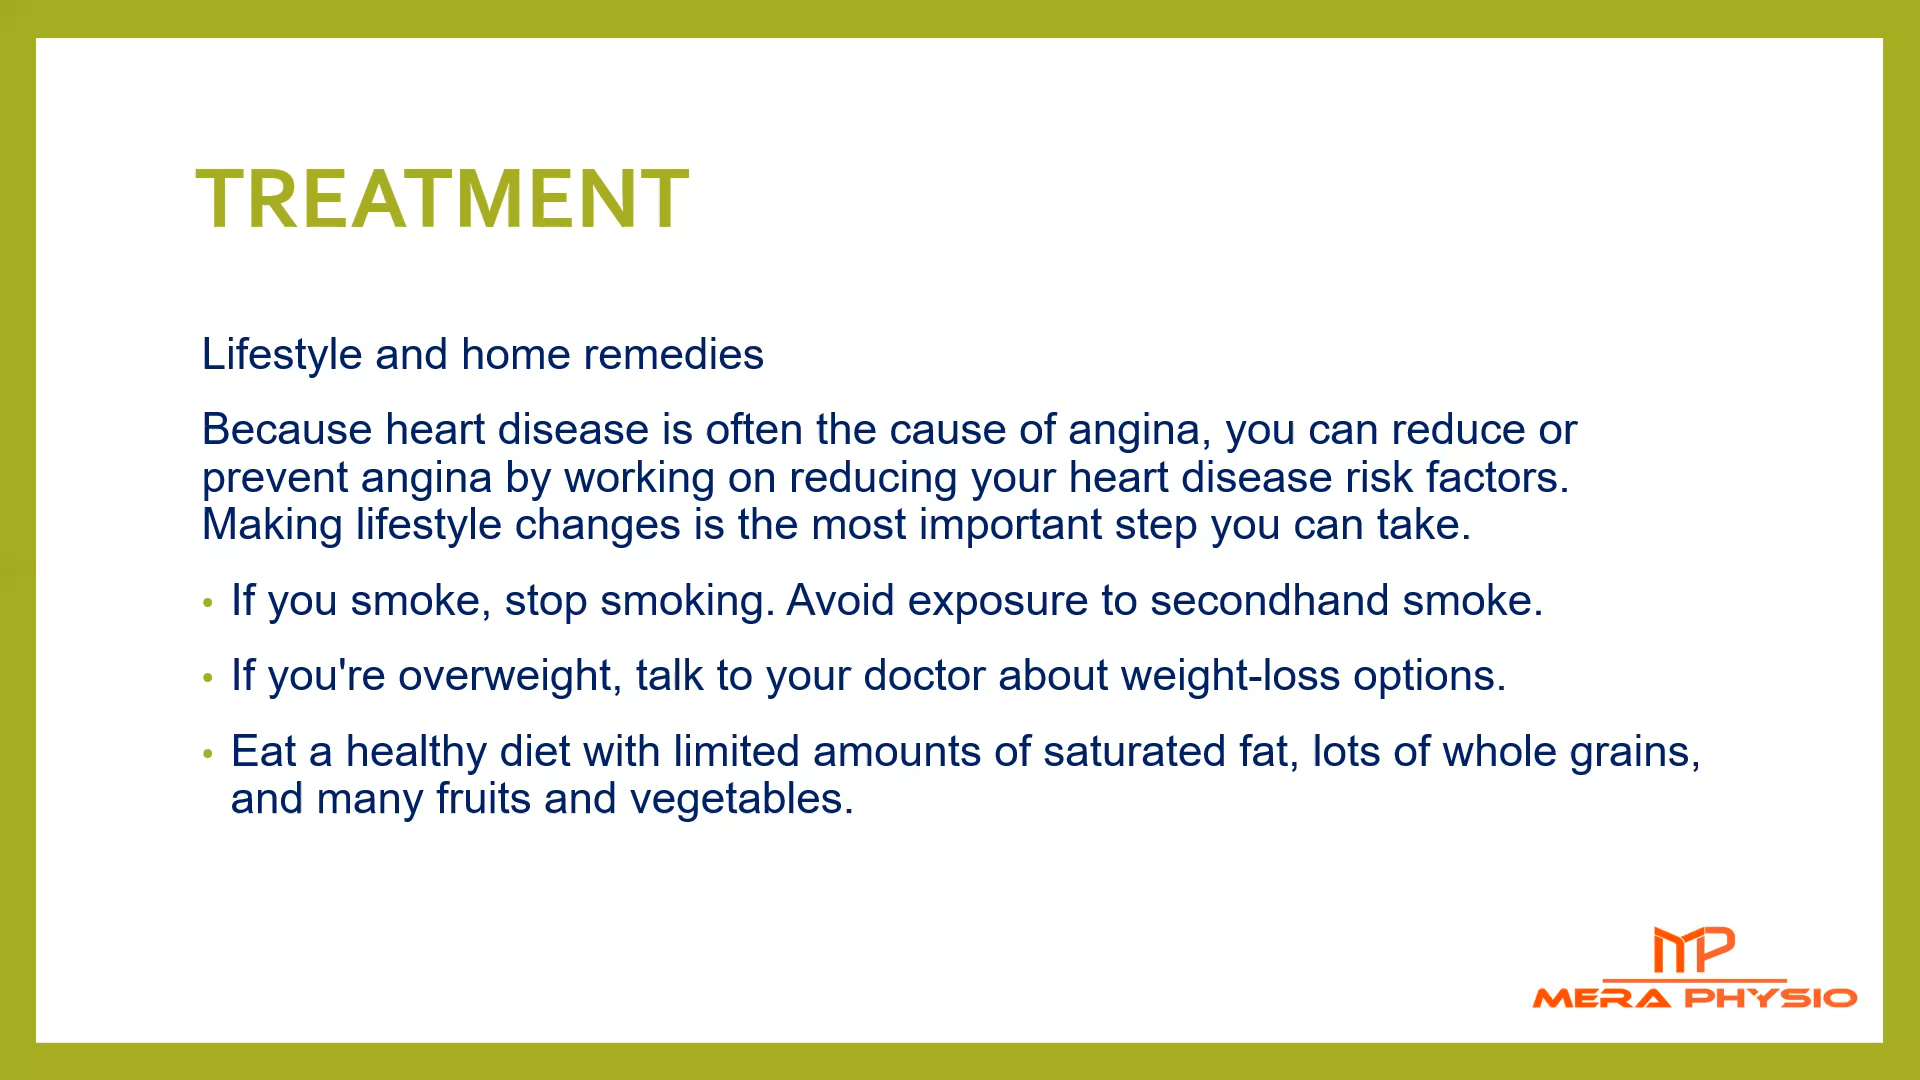 TREATMENT
Lifestyle and home remedies
Because heart disease is often the cause of angina, you can reduce or
prevent angina by working on reducing your heart disease risk factors.
Making lifestyle changes is the most important step you can take.
• If you smoke, stop smoking. Avoid exposure to secondhand smoke.
• If you're overweight, talk to your doctor about weight-loss options.
• Eat a healthy diet with limited amounts of saturated fat, lots of whole grains,
and many fruits and vegetables.
MP
MERA PHYSIO